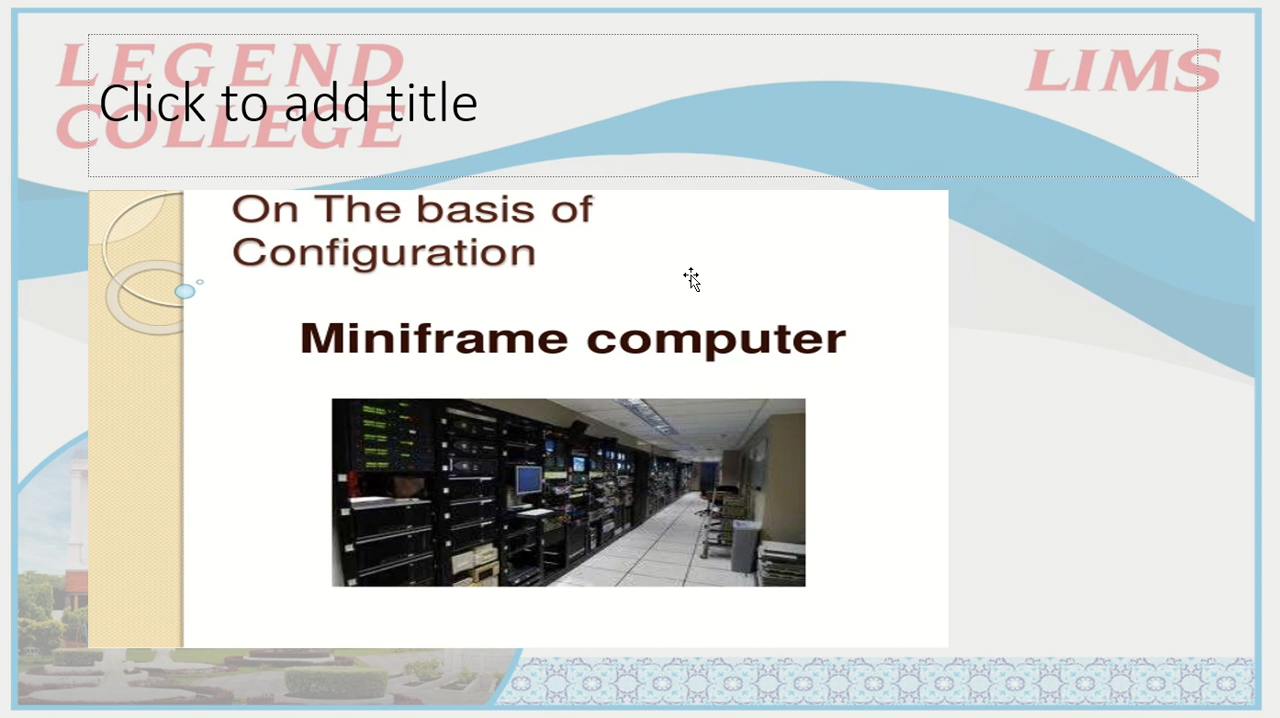 LEGEND
COLLEGE
LIMS
Click to add title
On The basis of
Configuration
Miniframe computer